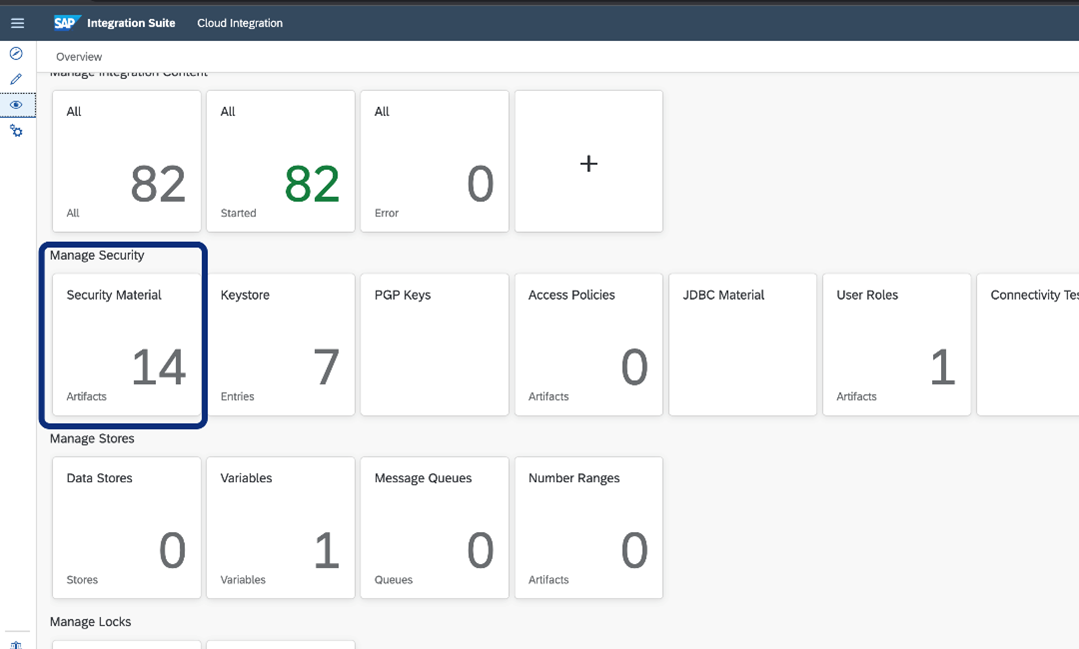 SAP Integration Suite Cloud Integration
Overview
Manage Integration Content
All All All
82 82 0 +
All Started Error
Manage Security
Security Material Keystore PGP Keys Access Policies JDBC Material User Roles Connectivity Tes
14 7 0 1
Artifacts Entries Artifacts Artifacts
Manage Stores
Data Stores Variables Message Queues Number Ranges
0 1 0 0
Stores Variables Queues Artifacts
Manage Locks